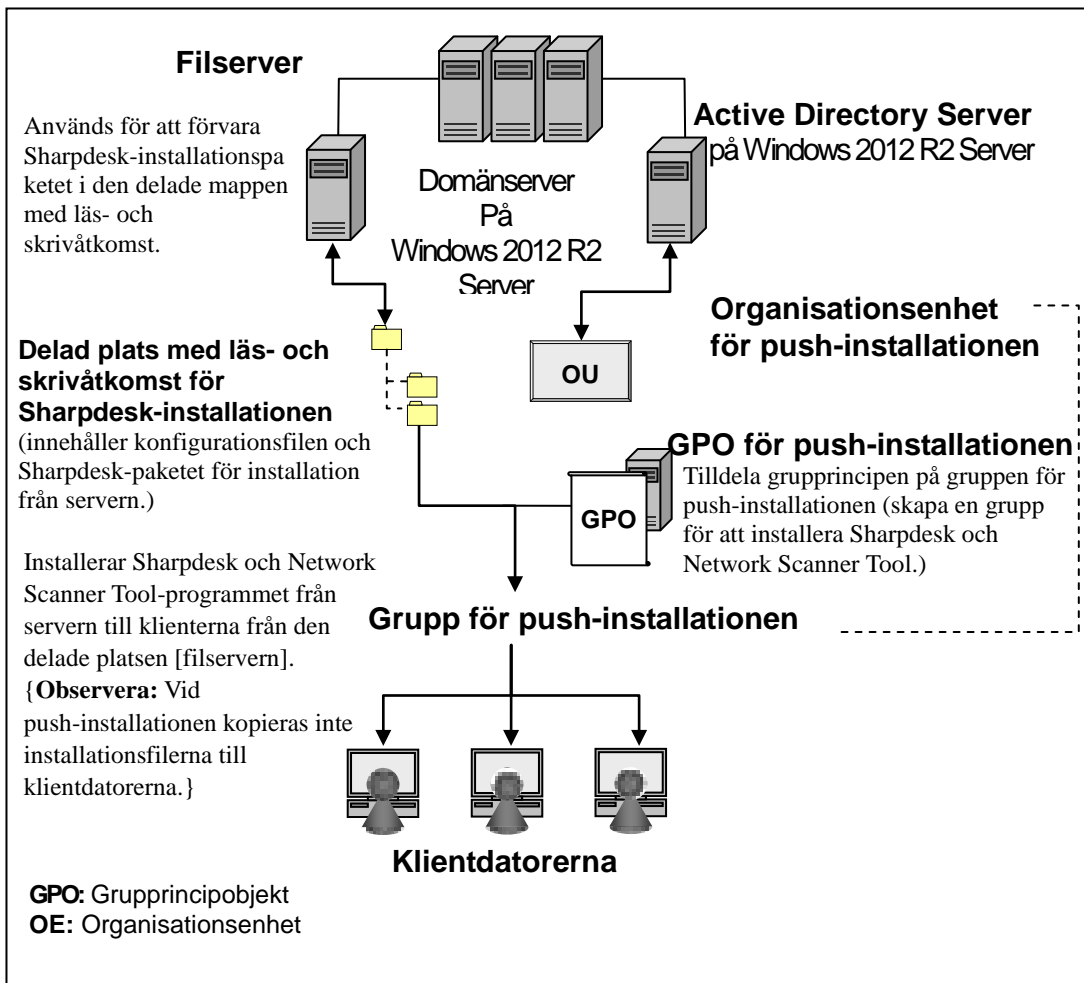 Filserver
Används för att förvara
Sharpdesk-installationspa
ketet i den delade mappen
med läs- och
skrivåtkomst.
Domänserver
På
Windows 2012 R2
Server
Active Directory Server
på Windows 2012 R2 Server
Organisationsenhet
för push-installationen
OU
Delad plats med läs- och
skrivåtkomst för
Sharpdesk-installationen
(innehåller konfigurationsfilen och
Sharpdesk-paketet för installation
från servern.)
GPO för push-installationen
Tilldela grupprincipen på gruppen för
push-installationen (skapa en grupp
för att installera Sharpdesk och
Network Scanner Tool.)
GPO
Installerar Sharpdesk och Network
Scanner Tool-programmet från
servern till klienterna från den
delade platsen [filservern].
{Observera: Vid
push-installationen kopieras inte
installationsfilerna till
klientdatorerna.}
Grupp för push-installationen
Klientdatorerna
GPO: Grupprincipobjekt
OE: Organisationsenhet